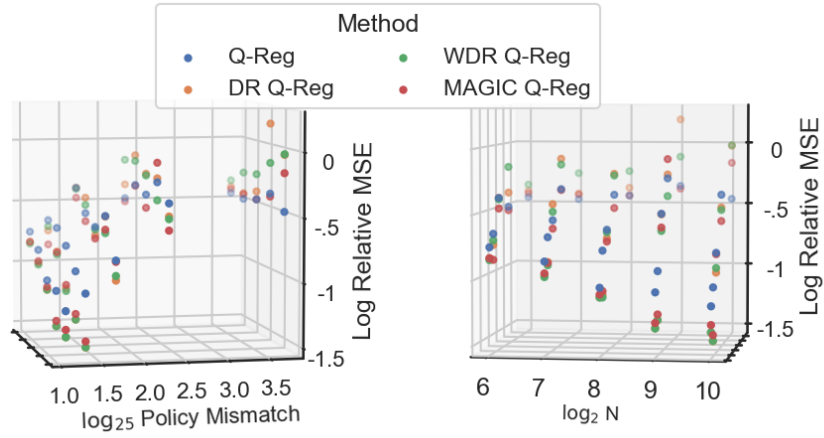 Method
Q-Reg
WDR Q-Reg
DR Q-Reg
MAGIC Q-Reg
0
-.5
-1
-1.5
Log Relative MSE
1.0 1.5 2.0 2.5 3.0 3.5
log25 Policy Mismatch
0
-.5
-1
-1.5
Log Relative MSE
6 7 8 9 10
log2 N